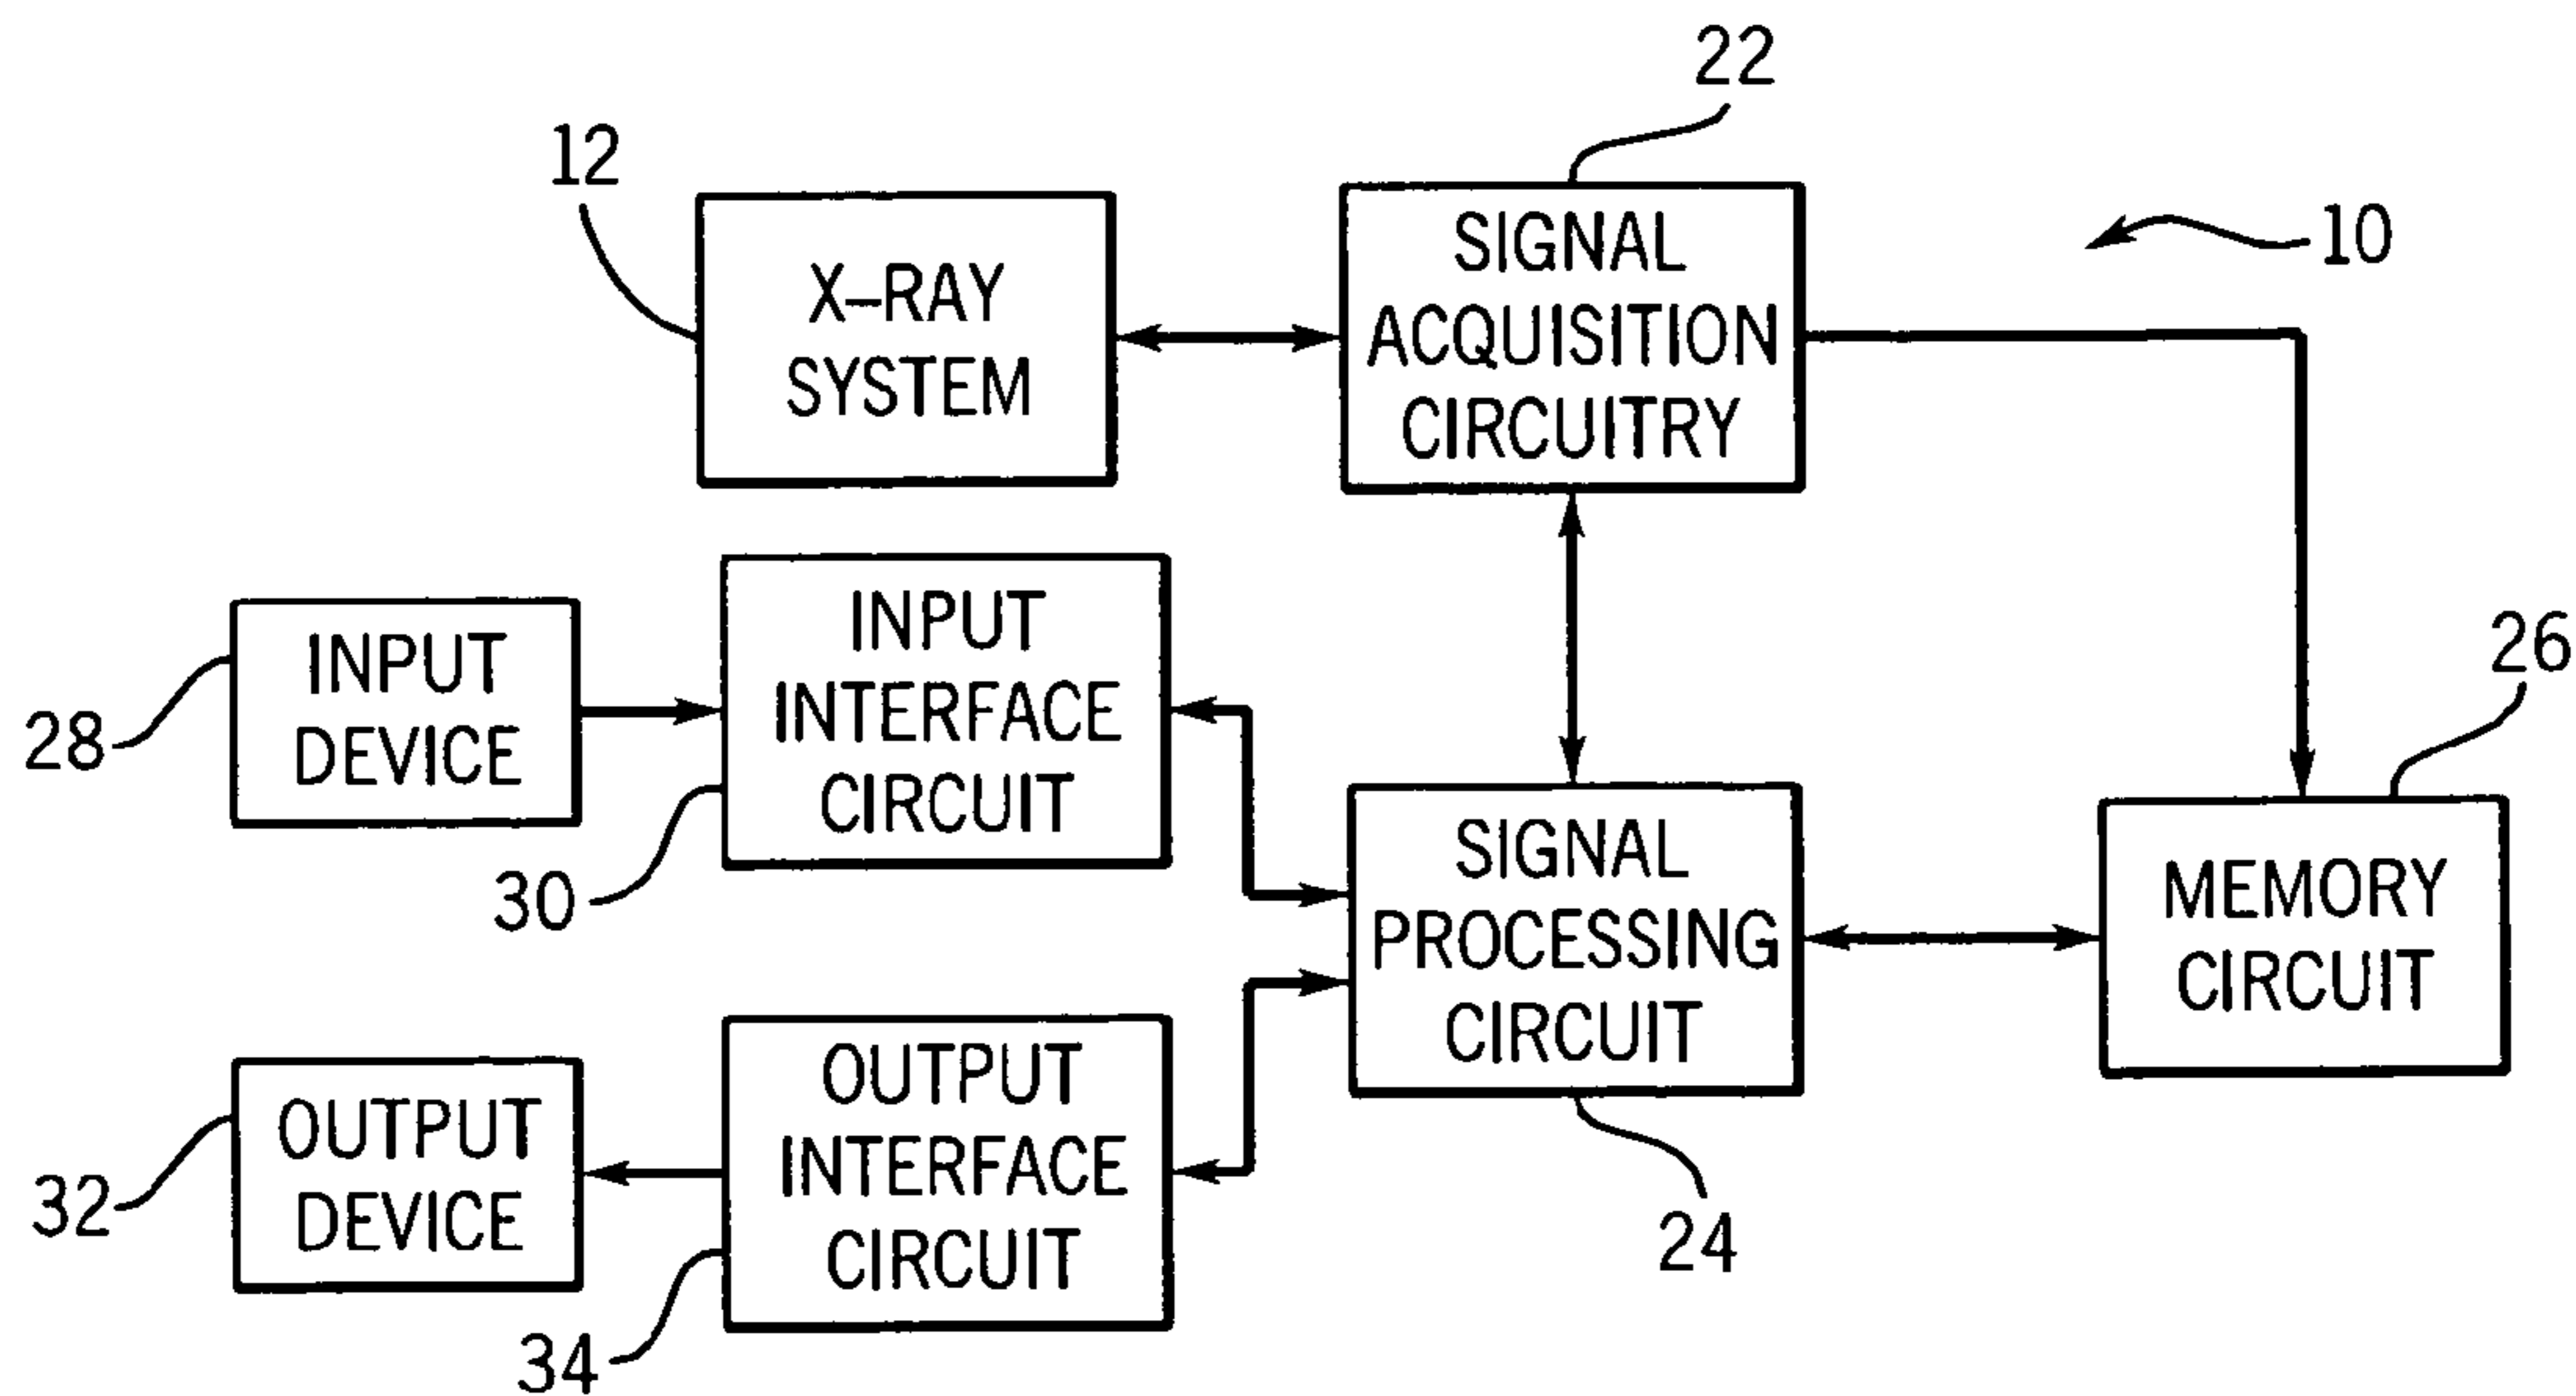 22
12
10
X-RAY
SYSTEM
SIGNAL
ACQUISITION
CIRCUITRY
28
INPUT
DEVICE
30
INPUT
INTERFACE
CIRCUIT
26
SIGNAL
PROCESSING
CIRCUIT
MEMORY
CIRCUIT
32
OUTPUT
DEVICE
34
OUTPUT
INTERFACE
CIRCUIT
24